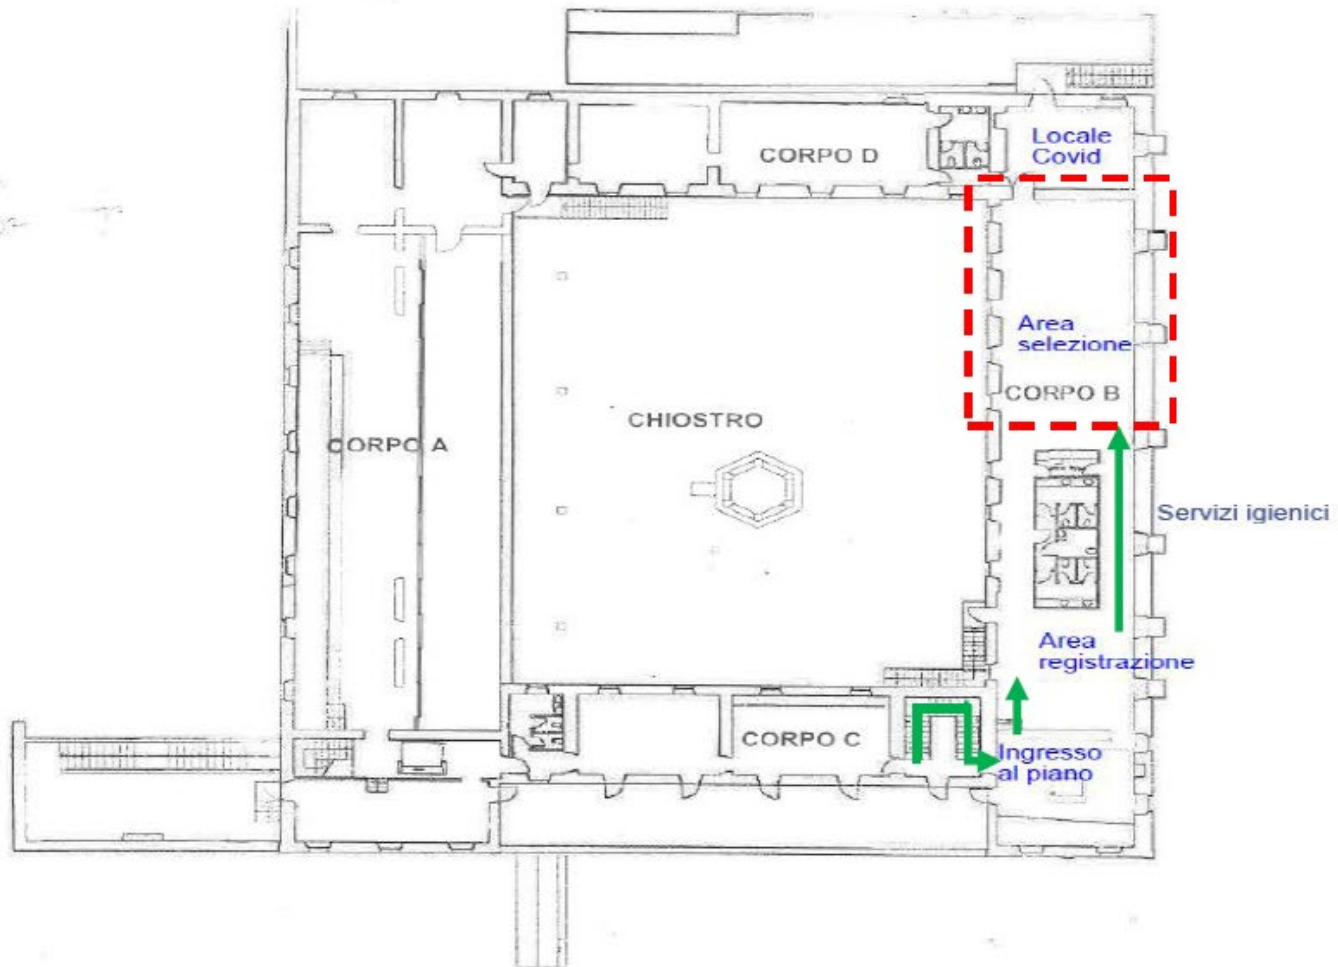 CORPO D
Locale
Covid
Area
selezione
CORPO B
CHIOSTRO
CORPO A
Servizi igienici
Area
registrazione
CORPO C
Ingresso
al piano